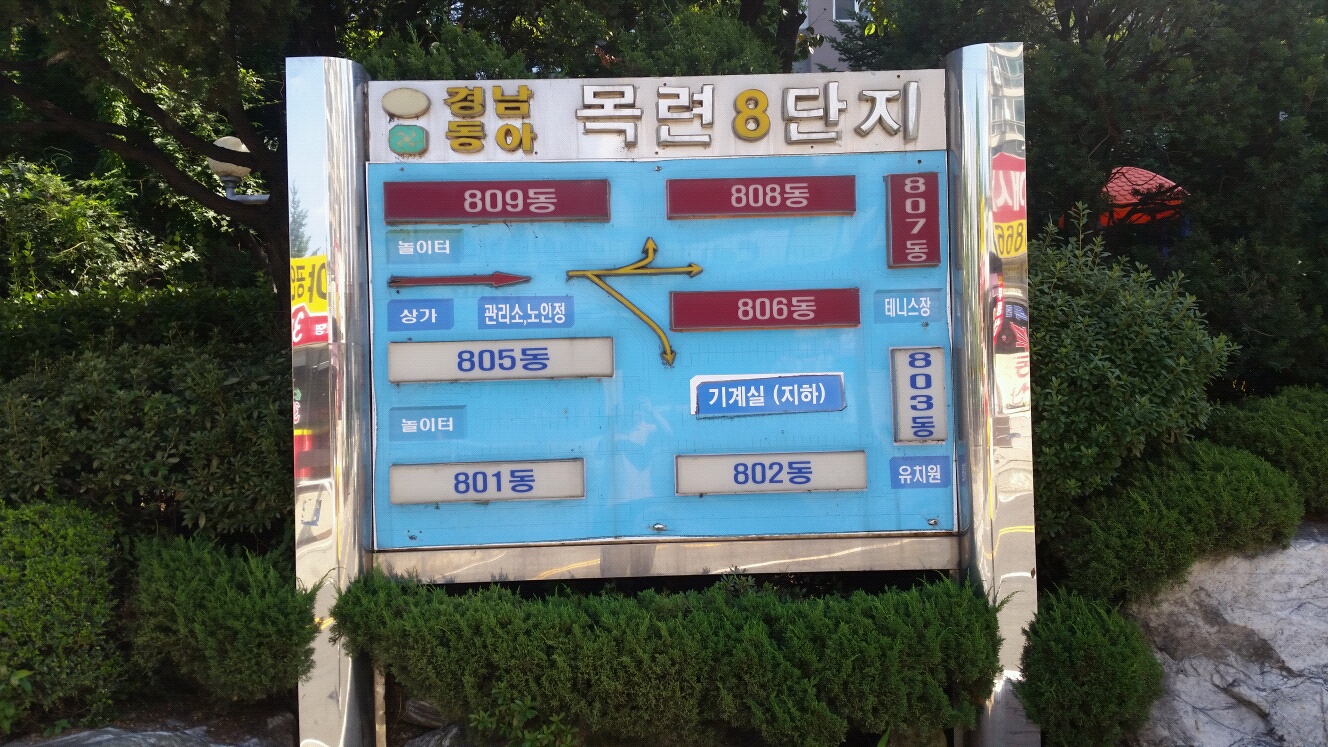 경남
동아
목련8단지
809동
808동
807동
놀이터
806동
상가
관리소,노인정
테니스장
805동
803동
기계실 (지하)
놀이터
801동
802동
유치원